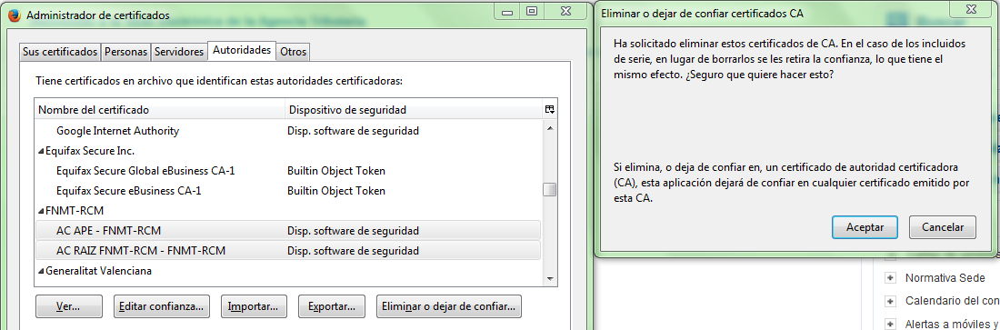 Administrador de certificados
Sus certificados
Personas
Servidores
Autoridades
Otros
Tiene certificados en archivo que identifican estas autoridades certificadoras:
Nombre del certificado
Dispositivo de seguridad
Google Internet Authority
Disp. software de seguridad
Equifax Secure Inc.
Equifax Secure Global eBusiness CA-1
Builtin Object Token
Equifax Secure eBusiness CA-1
Builtin Object Token
FNMT-RCM
AC APE - FNMT-RCM
Disp. software de seguridad
AC RAIZ FNMT-RCM - FNMT-RCM
Disp. software de seguridad
Generalitat Valenciana
Ver...
Editar confianza...
Importar...
Exportar...
Eliminar o dejar de confiar...
Eliminar o dejar de confiar certificados CA
Ha solicitado eliminar estos certificados de CA. En el caso de los incluidos
de serie, en lugar de borrarlos se les retira la confianza, lo que tiene el
mismo efecto. ¿Seguro que quiere hacer esto?
Si elimina, o deja de confiar en, un certificado de autoridad certificadora
(CA), esta aplicación dejará de confiar en cualquier certificado emitido por
esta CA.
Aceptar
Cancelar
Normativa Sede
Calendario del con
Alertas a móviles y